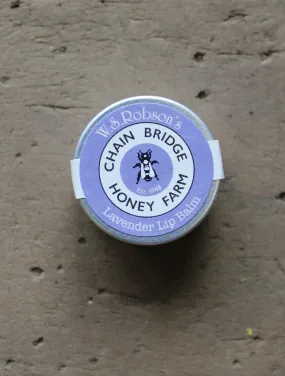 W.S.Robson's
CHAIN BRIDGE
Est. 1948
HONEY FARM
Lavender Lip Balm